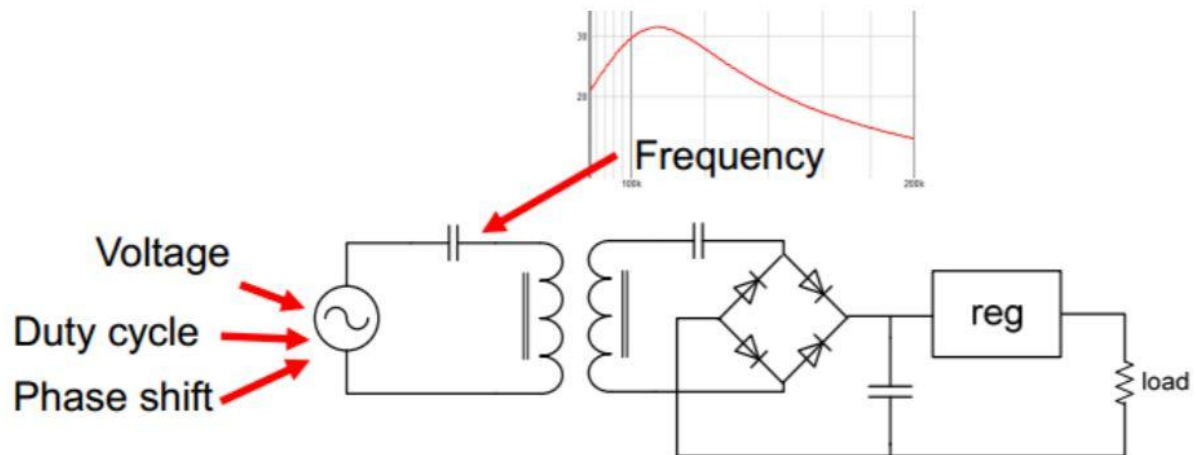 30
20
100k
200k
Frequency
Voltage
Duty cycle
Phase shift
reg
load